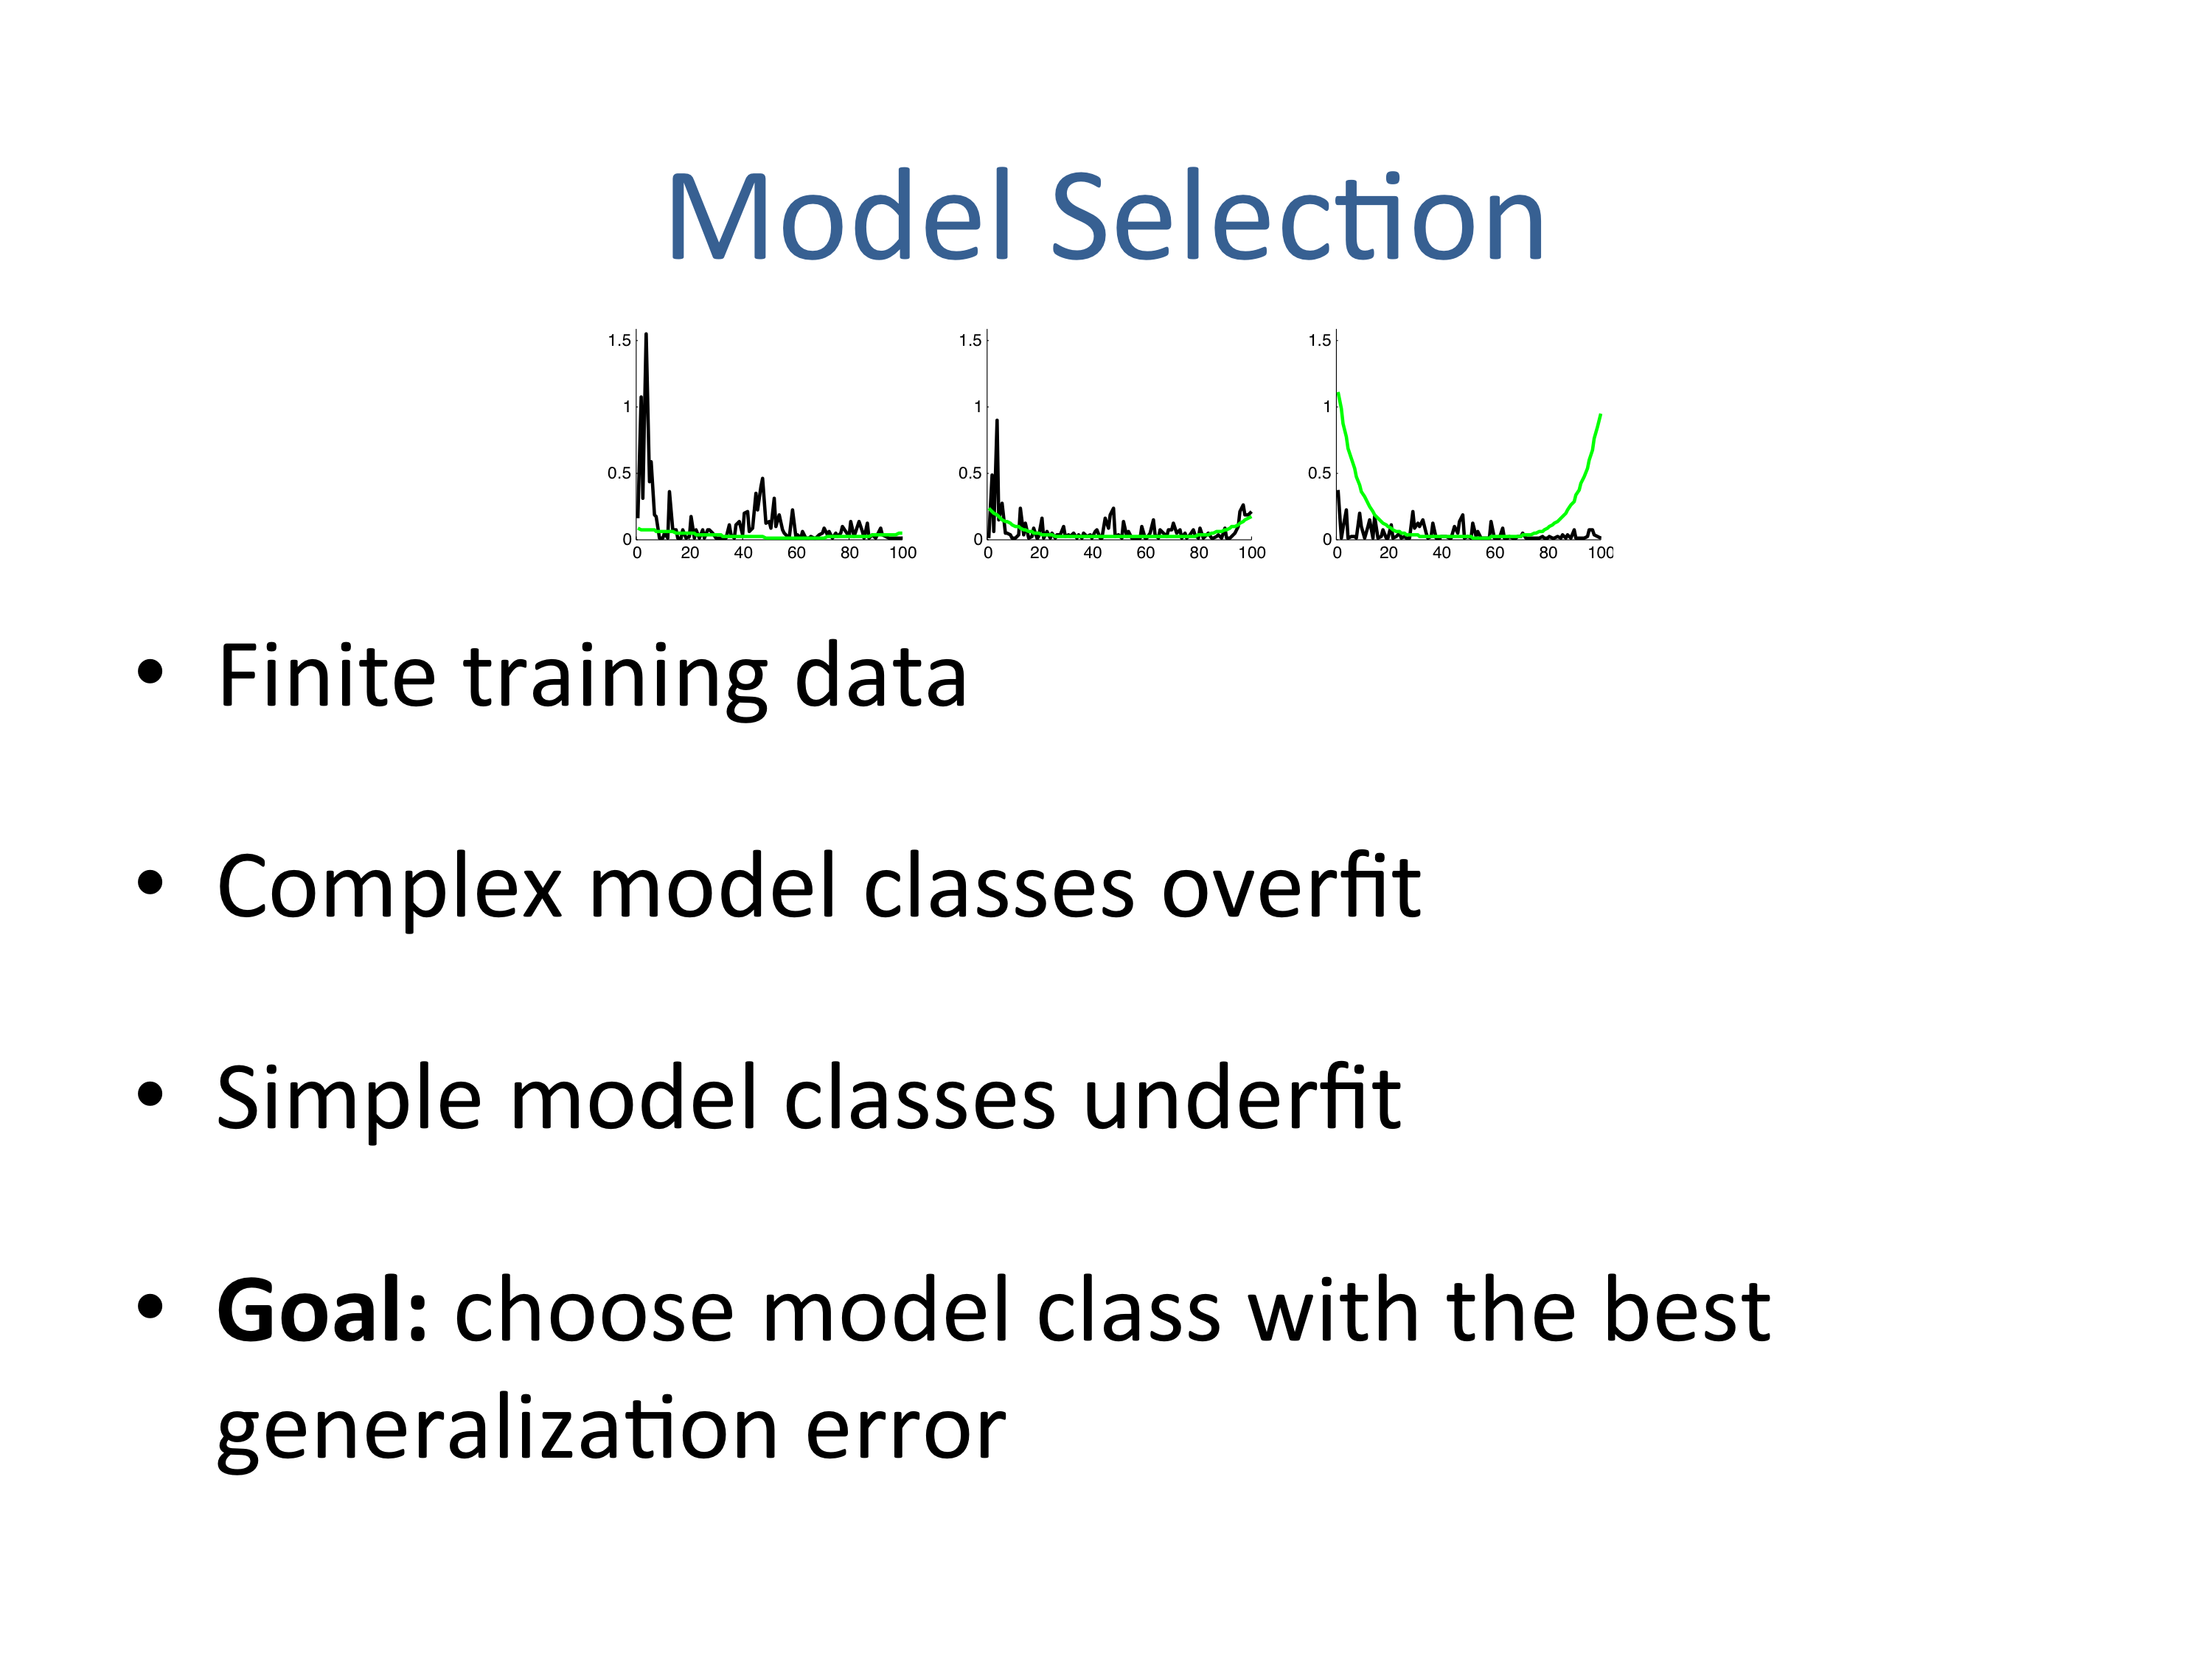 Model Selection
1.5
1
0.5
0
0 20 40 60 80 100
1.5
1
0.5
0
0 20 40 60 80 100
1.5
1
0.5
0
0 20 40 60 80 100
• Finite training data
• Complex model classes overfit
• Simple model classes underfit
• Goal: choose model class with the best
generalization error